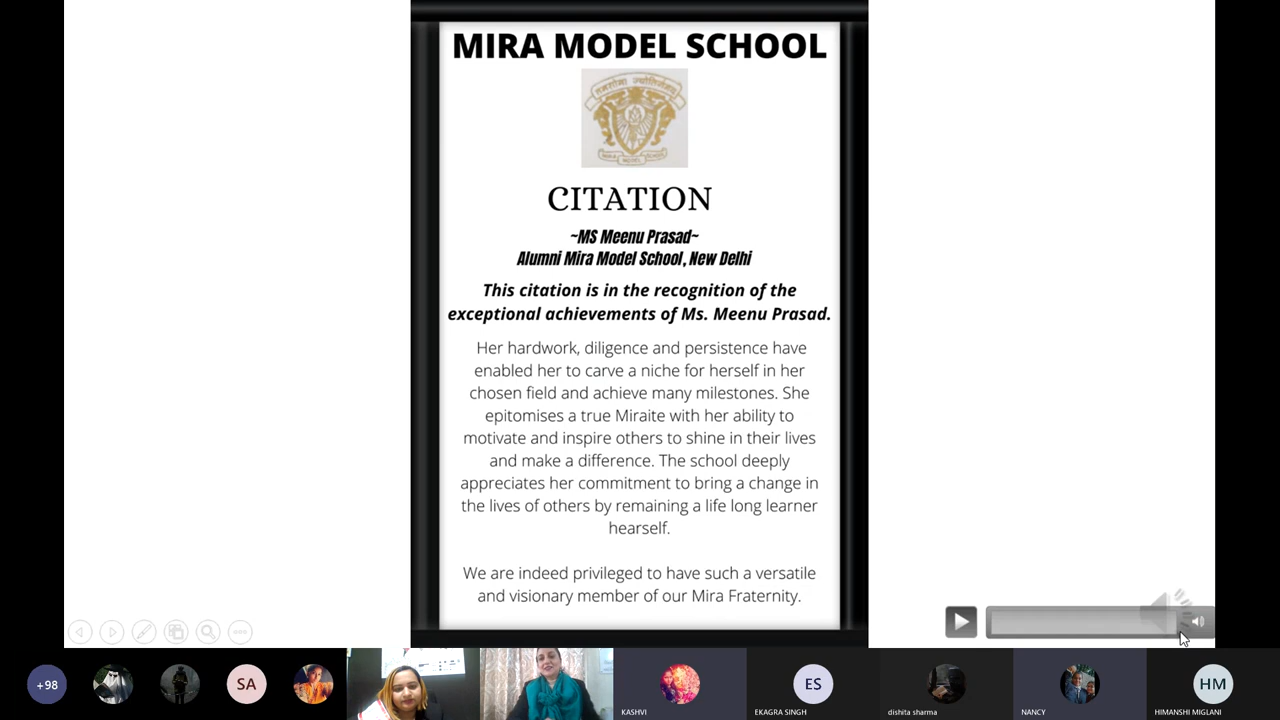 MIRA MODEL SCHOOL
तमसोमा ज्योतिर्गमय
MIRA MODEL SCHOOL
CITATION
~MS Meenu Prasad~
Alumni Mira Model School, New Delhi
This citation is in the recognition of the
exceptional achievements of Ms. Meenu Prasad.
Her hardwork, diligence and persistence have
enabled her to carve a niche for herself in her
chosen field and achieve many milestones. She
epitomises a true Miraite with her ability to
motivate and inspire others to shine in their lives
and make a difference. The school deeply
appreciates her commitment to bring a change in
the lives of others by remaining a life long learner
hearself.
We are indeed privileged to have such a versatile
and visionary member of our Mira Fraternity.
+98
SA
KASHVI
ES
EKAGRA SINGH
dishita sharma
NANCY
HM
HIMANSHI MIGLANI